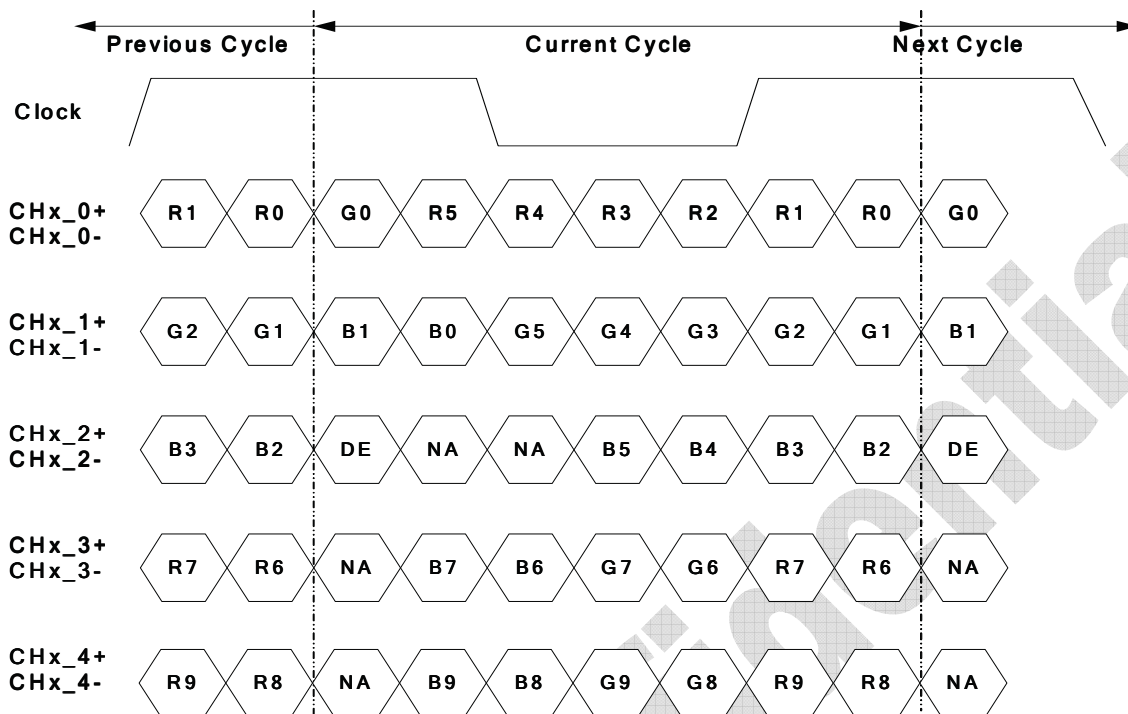 Previous Cycle Current Cycle Next Cycle
Clock
CHx_0+
CHx_0-
R1 R0 G0 R5 R4 R3 R2 R1 R0 G0
CHx_1+
CHx_1-
G2 G1 B1 B0 G5 G4 G3 G2 G1 B1
CHx_2+
CHx_2-
B3 B2 DE NA NA B5 B4 B3 B2 DE
CHx_3+
CHx_3-
R7 R6 NA B7 B6 G7 G6 R7 R6 NA
CHx_4+
CHx_4-
R9 R8 NA B9 B8 G9 G8 R9 R8 NA